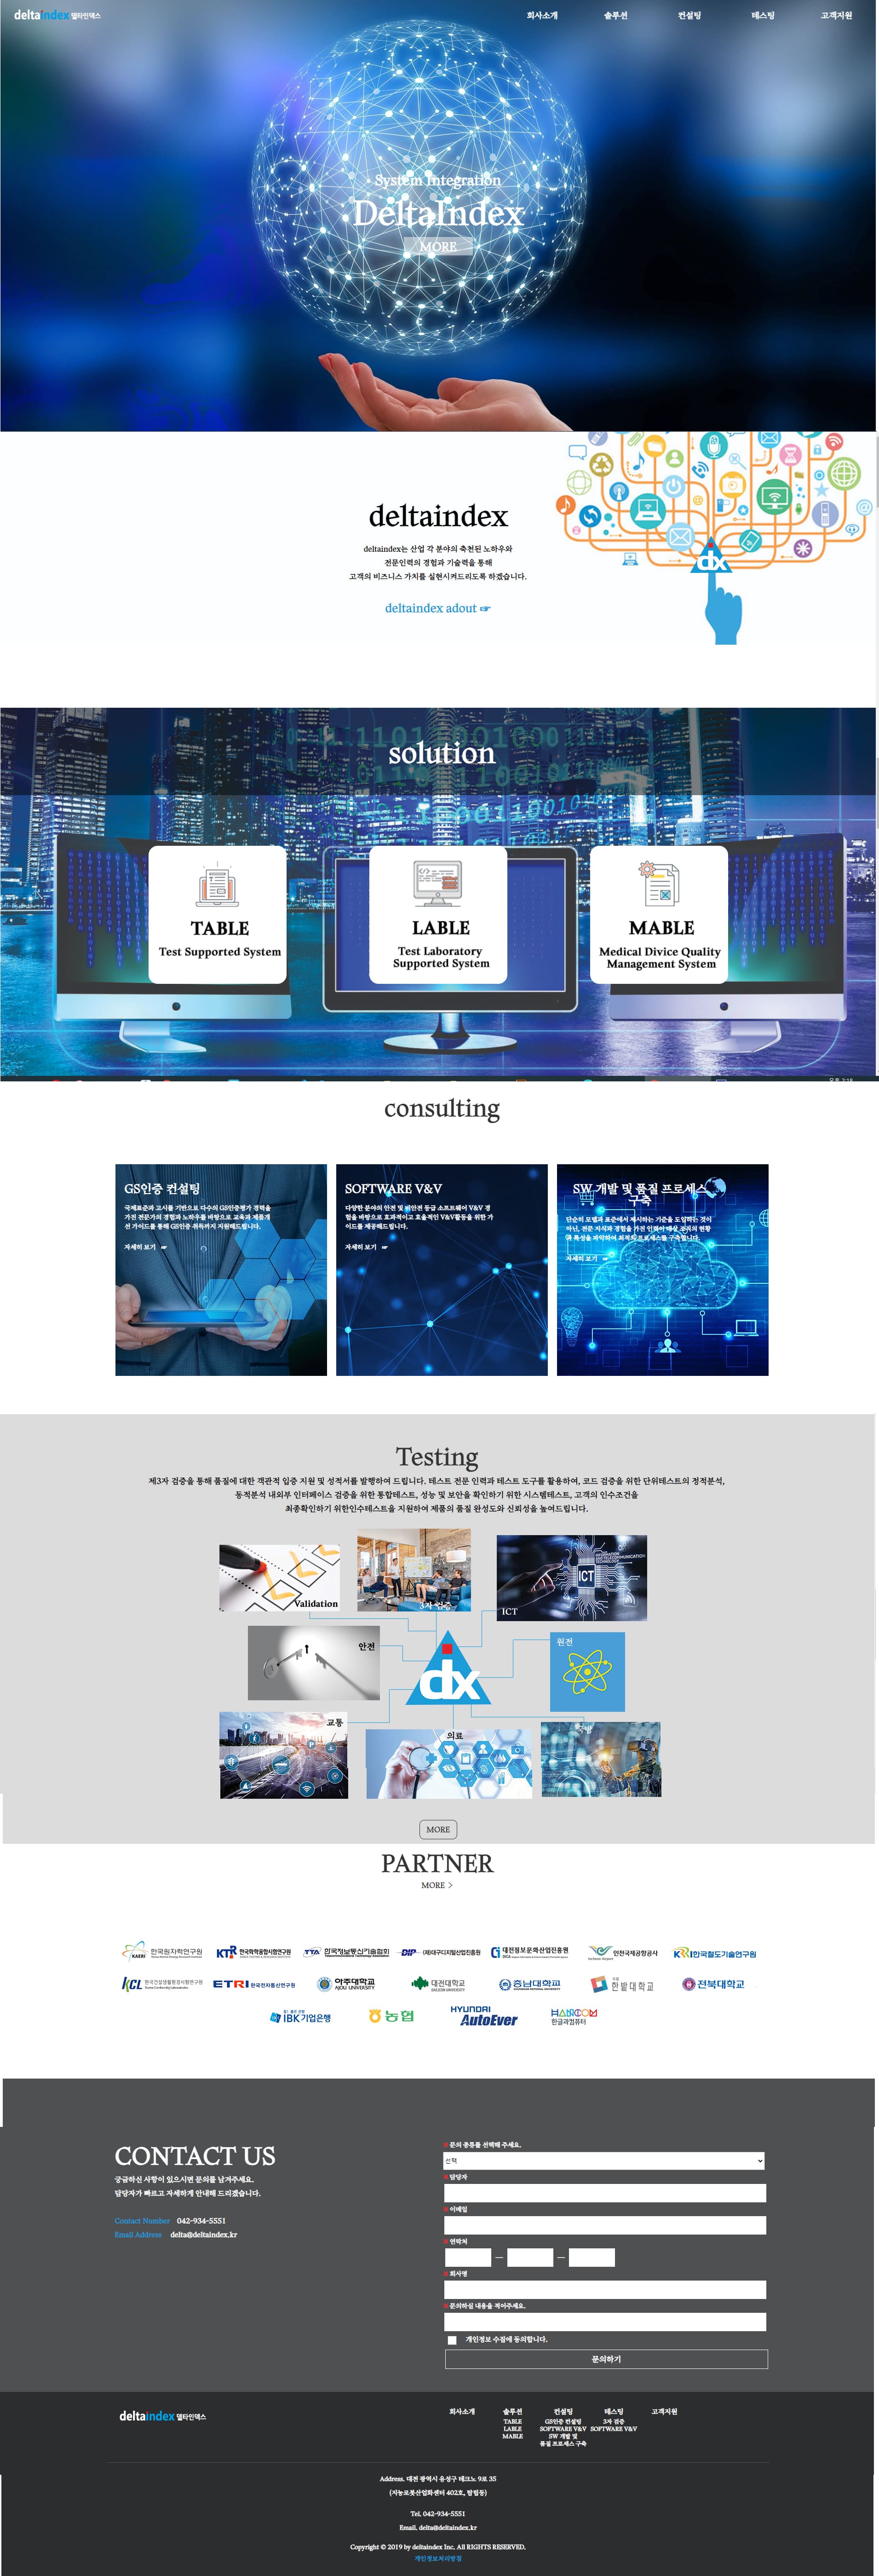 deltaindex 델타인덱스
회사소개 솔루션 컨설팅 테스팅 고객지원
System Integration
DeltaIndex
MORE
deltaindex
deltaindex는 산업 각 분야의 축천된 노하우와
전문인력의 경험과 기술력을 통해
고객의 비즈니스 가치를 실현시켜드리도록 하겠습니다.
deltaindex adout ☞
dx
solution
TABLE
Test Supported System
LABLE
Test Laboratory
Supported System
MABLE
Medical Divice Quality
Management System
consulting
GS인증 컨설팅
국제표준과 고시를 기반으로 다수의 GS인증평가 경력을
가진 전문가의 경험과 노하우를 바탕으로 교육과 제품개
선 가이드를 통해 GS인증 취득까지 지원해드립니다.
자세히 보기 ☞
SOFTWARE V&V
다양한 분야의 안전 및 비안전 등급 소프트웨어 V&V 경
험을 바탕으로 효과적이고 효율적인 V&V활동을 위한 가
이드를 제공해드립니다.
자세히 보기 ☞
SW 개발 및 품질 프로세스
구축
단순히 모델과 표준에서 제시하는 기준을 도입하는 것이
아닌, 전문 지식과 경험을 가진 인력이 대상 조직의 현황
과 특성을 파악하여 최적의 프로세스를 구축합니다.
자세히 보기 ☞
Testing
제3자 검증을 통해 품질에 대한 객관적 입증 지원 및 성적서를 발행하여 드립니다. 테스트 전문 인력과 테스트 도구를 활용하여, 코드 검증을 위한 단위테스트의 정적분석,
동적분석 내외부 인터페이스 검증을 위한 통합테스트, 성능 및 보안을 확인하기 위한 시스템테스트, 고객의 인수조건을
최종확인하기 위한인수테스트을 지원하여 제품의 품질 완성도와 신뢰성을 높여드립니다.
Validation
3자 검증
ICT
ICT
안전
원전
dx
교통
의료
국방
MORE
PARTNER
MORE >
KAERI 한국원자력연구원
KTR 한국화학융합시험연구원
TTA 한국정보통신기술협회
DIP (재)대구디지털산업진흥원
대전정보문화산업진흥원
인천국제공항공사
KRRI 한국철도기술연구원
KCL 한국건설생활환경시험연구원
ETRI 한국전자통신연구원
아주대학교
AJOU UNIVERSITY
대전대학교
DAEJEON UNIVERSITY
충남대학교
한밭대학교
전북대학교
IBK기업은행
농협
HYUNDAI
AutoEver
HANCOM
한글과컴퓨터
CONTACT US
궁금하신 사항이 있으시면 문의를 남겨주세요.
담당자가 빠르고 자세하게 안내해 드리겠습니다.
Contact Number 042-934-5551
Email Address delta@deltaindex.kr
문의 종류를 선택해 주세요.
선택
담당자
이메일
연락처
회사명
문의하실 내용을 적어주세요.
개인정보 수집에 동의합니다.
문의하기
deltaindex 델타인덱스
회사소개 솔루션 컨설팅 테스팅 고객지원
TABLE GS인증 컨설팅 3자 검증
LABLE SOFTWARE V&V SOFTWARE V&V
MABLE SW 개발 및
품질 프로세스 구축
Address. 대전 광역시 유성구 테크노 9로 35
(지능로봇산업화센터 402호, 탑립동)
Tel. 042-934-5551
Email. delta@deltaindex.kr
Copyright © 2019 by deltaindex Inc. All RIGHTS RESERVED.
개인정보처리방침